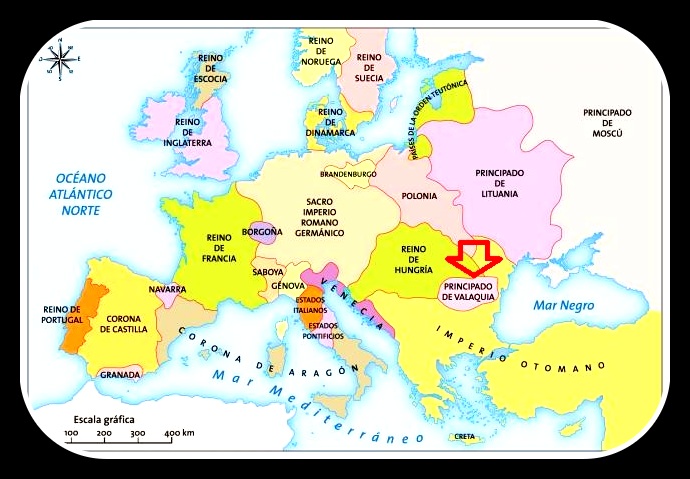 REINO
DE
NORUEGA
REINO
DE
SUECIA
REINO
DE
ESCOCIA
PAÍSES DE LA ORDEN TEUTÓNICA
PRINCIPADO
DE
MOSCÚ
REINO
DE
INGLATERRA
REINO
DE
DINAMARCA
OCÉANO
ATLÁNTICO
NORTE
BRANDENBURGO
PRINCIPADO
DE
LITUANIA
POLONIA
SACRO
IMPERIO
ROMANO
GERMÁNICO
BORGOÑA
REINO
DE
FRANCIA
REINO
DE
HUNGRÍA
SABOYA
GÉNOVA
NAVARRA
VENECIA
PRINCIPADO
DE VALAQUIA
ESTADOS
ITALIANOS
Mar Negro
REINO DE
PORTUGAL
CORONA
DE
CASTILLA
ESTADOS
PONTIFICIOS
CORONA DE ARAGÓN
IMPERIO OTOMANO
GRANADA
Mar Mediterráneo
CRETA
Escala gráfica
100 200 300 400 km